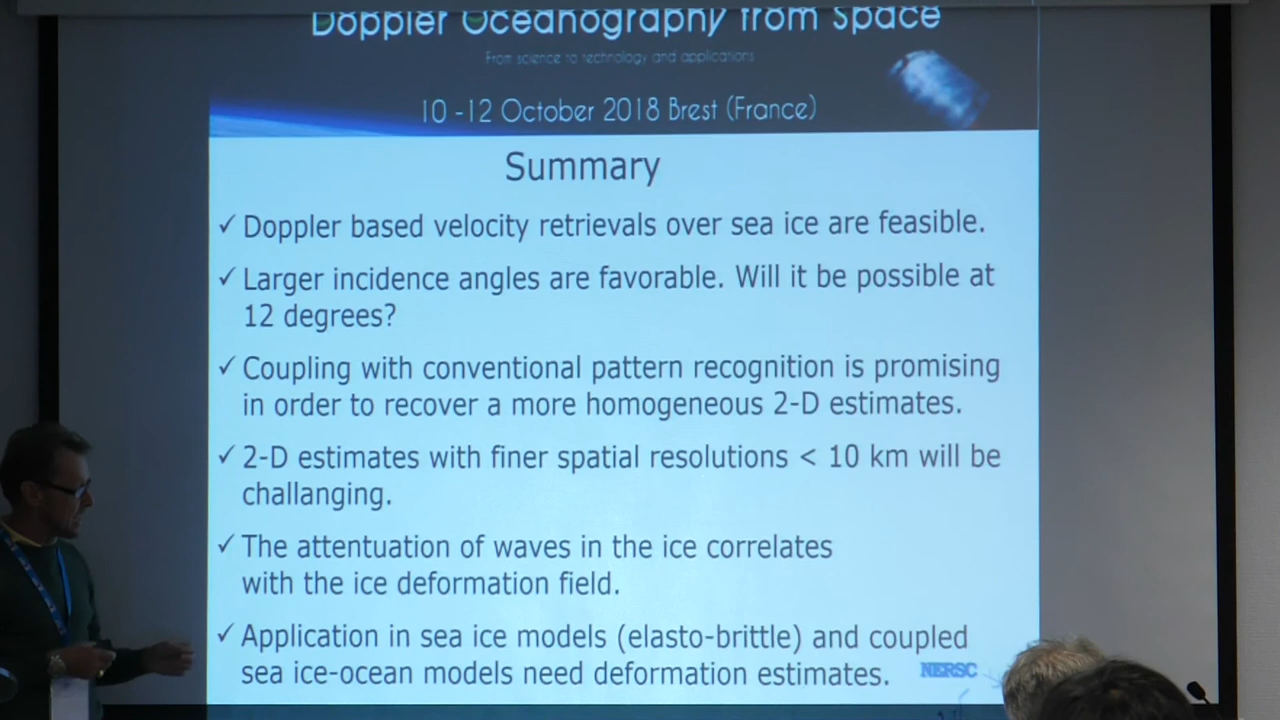 Doppler Oceanography from Space
From science to technology and applications
10 -12 October 2018 Brest (France)
Summary
✓ Doppler based velocity retrievals over sea ice are feasible.
✓ Larger incidence angles are favorable. Will it be possible at
12 degrees?
✓ Coupling with conventional pattern recognition is promising
in order to recover a more homogeneous 2-D estimates.
✓ 2-D estimates with finer spatial resolutions < 10 km will be
challanging.
✓ The attentuation of waves in the ice correlates
with the ice deformation field.
✓ Application in sea ice models (elasto-brittle) and coupled
sea ice-ocean models need deformation estimates.
NERSC